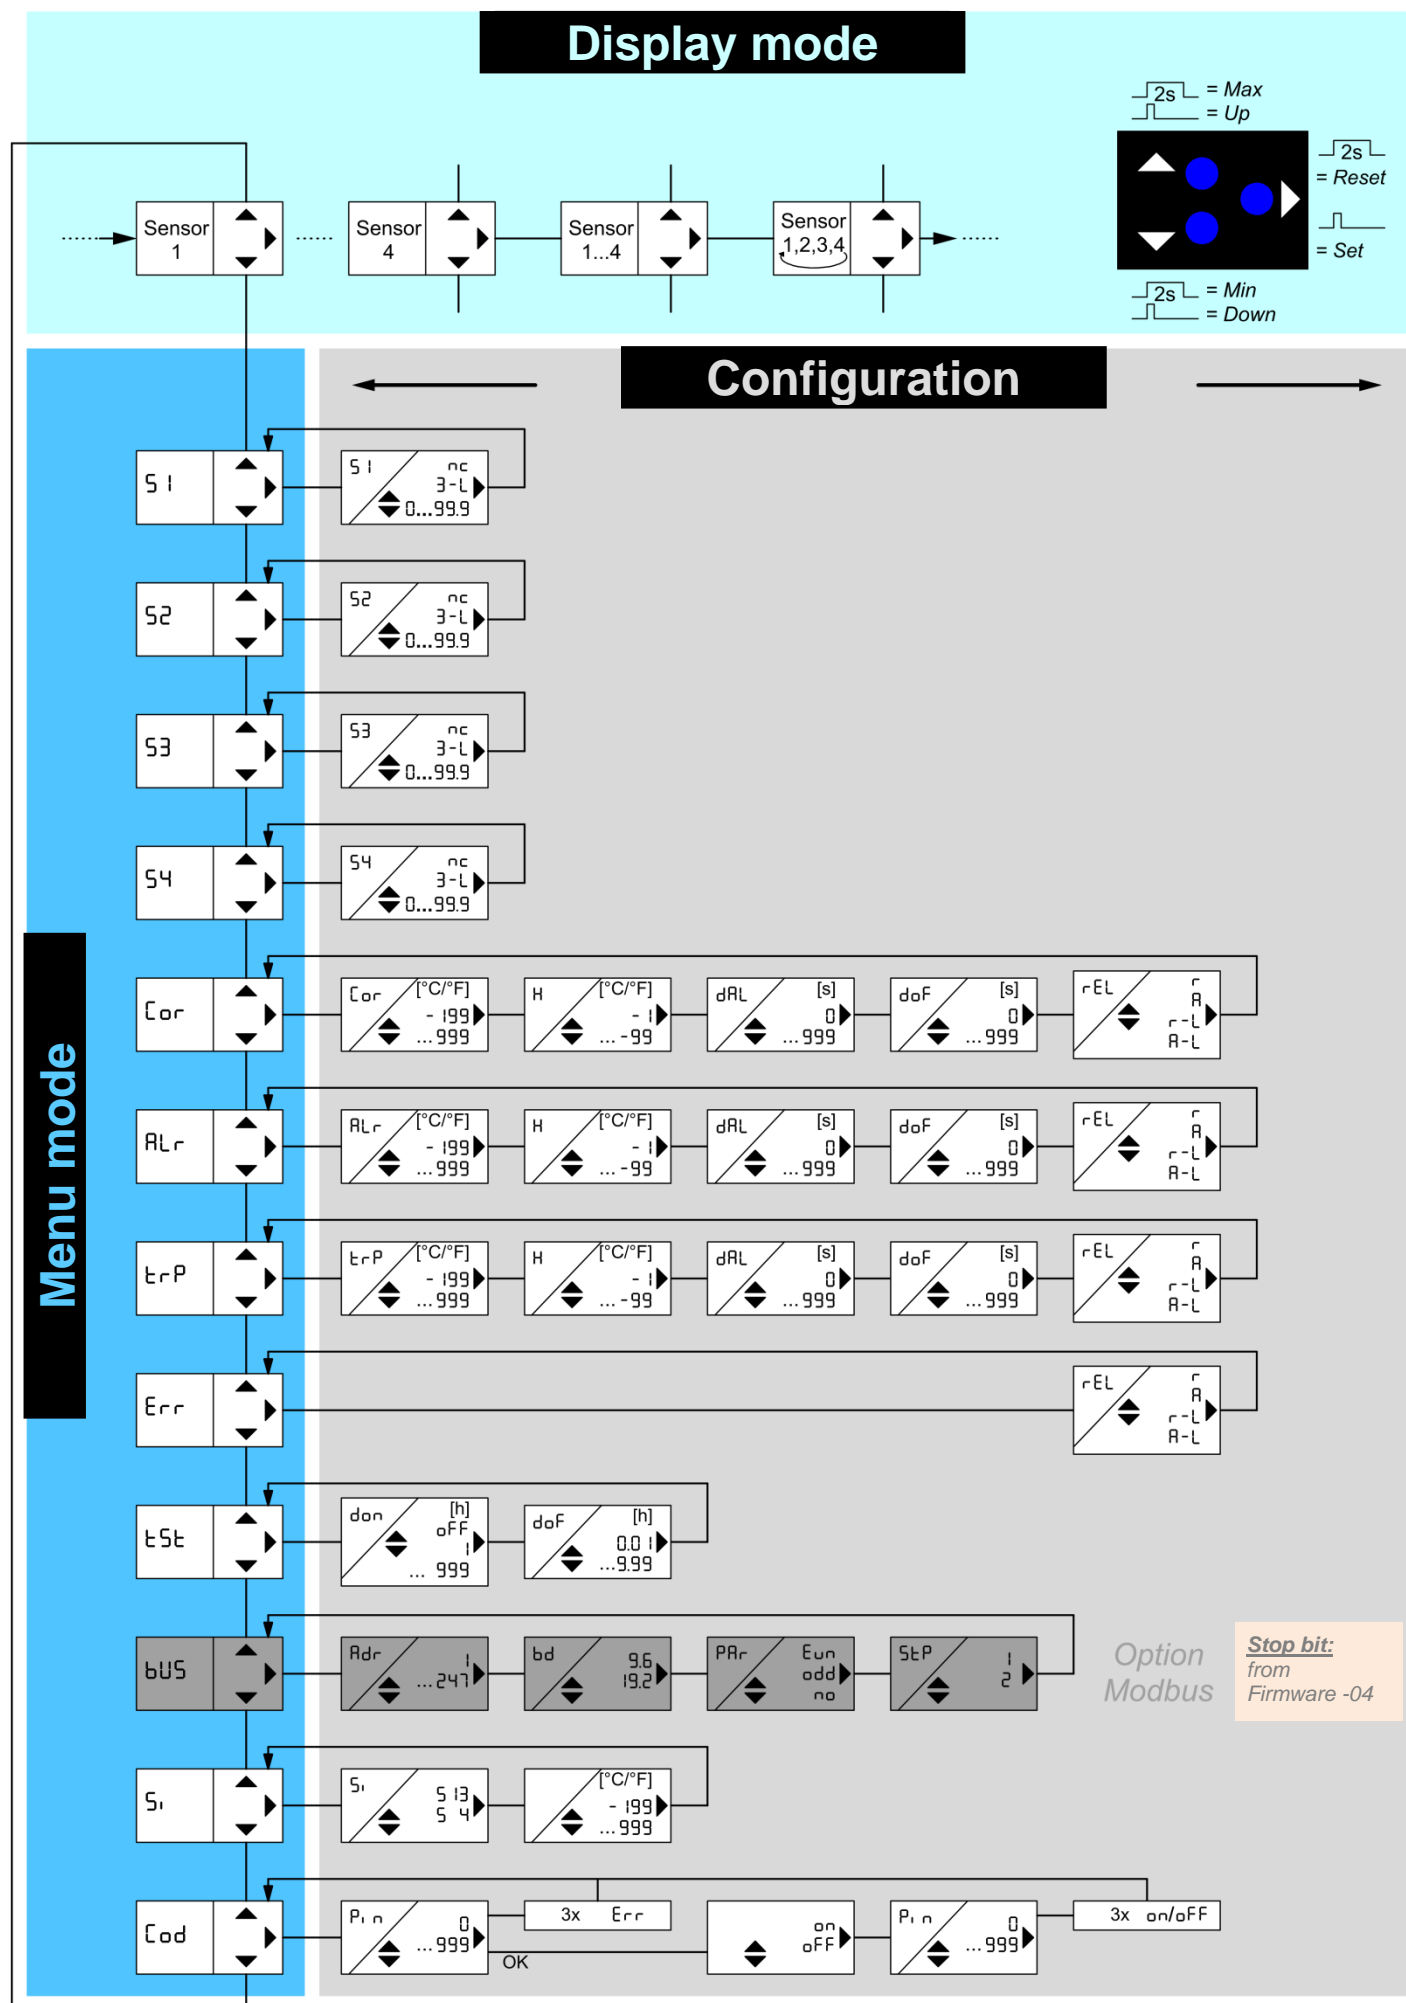 Display mode
2s = Max
= Up
2s
= Reset
= Set
2s = Min
= Down
Sensor
1
Sensor
4
Sensor
1...4
Sensor
1,2,3,4
Configuration
Menu mode
S1
S1 nc
3-L
0...99.9
S2
S2 nc
3-L
0...99.9
S3
S3 nc
3-L
0...99.9
S4
S4 nc
3-L
0...99.9
Cor
Cor [°C/°F]
-199
...999
H [°C/°F]
-1
...-99
dAL [s]
0
...999
doF [s]
0
...999
rEL r
A
r-L
A-L
ALr
ALr [°C/°F]
-199
...999
H [°C/°F]
-1
...-99
dAL [s]
0
...999
doF [s]
0
...999
rEL r
A
r-L
A-L
trP
trP [°C/°F]
-199
...999
H [°C/°F]
-1
...-99
dAL [s]
0
...999
doF [s]
0
...999
rEL r
A
r-L
A-L
Err
rEL r
A
r-L
A-L
tSt
don [h]
oFF
1
... 999
doF [h]
0.01
...9.99
bUS
Adr 1
...247
bd 9.6
19.2
PAr Eun
odd
no
StP 1
2
Option
Modbus
Stop bit:
from
Firmware -04
Si
Si S13
S 4
[°C/°F]
-199
...999
Cod
Pin 0
...999
3x Err
OK
on
oFF
Pin 0
...999
3x on/oFF